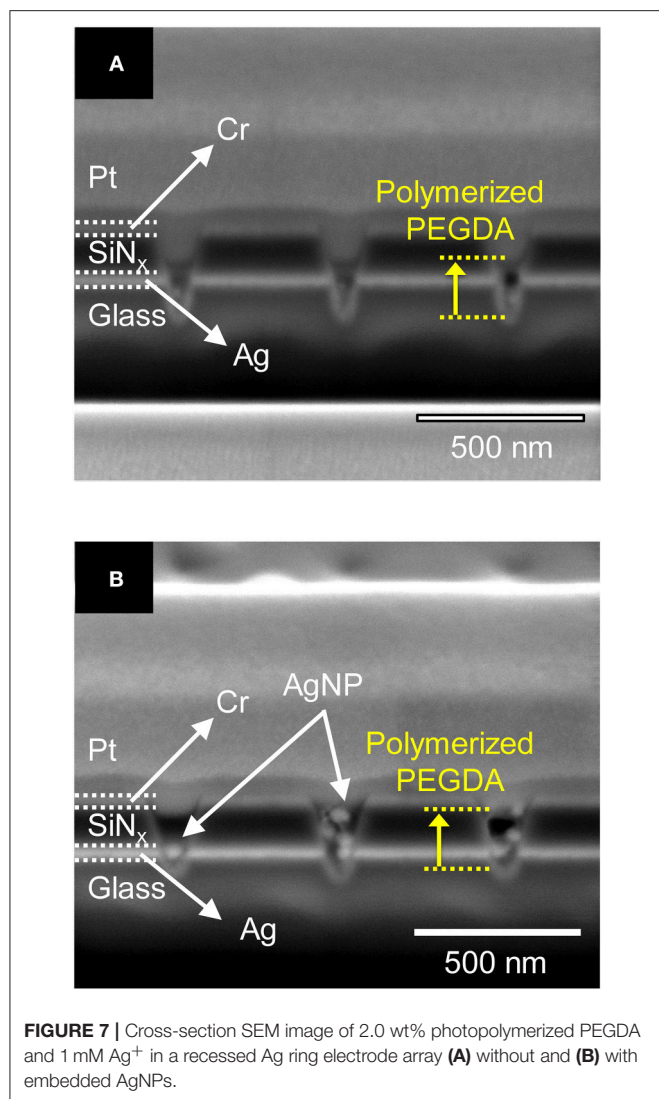 A
Cr
Pt
Polymerized
PEGDA
SiNx
Glass
Ag
500 nm
B
AgNP
Cr
Pt
Polymerized
PEGDA
SiNx
Glass
Ag
500 nm
FIGURE 7 | Cross-section SEM image of 2.0 wt% photopolymerized PEGDA
and 1 mM Ag+ in a recessed Ag ring electrode array (A) without and (B) with
embedded AgNPs.